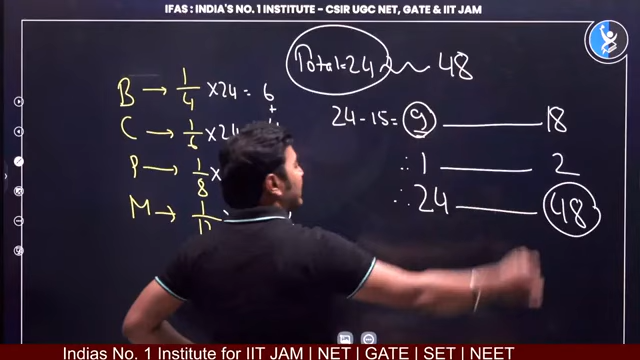 IFAS : INDIA'S NO. 1 INSTITUTE - CSIR UGC NET, GATE & IIT JAM
IFAS
Total=24 48
B → 1/4 ×24 = 6
+
C → 1/6 ×24
P → 1/8 ×
M → 1/12
24-15= 9 18
∴ 1 2
∴ 24 48
Indias No. 1 Institute for IIT JAM | NET | GATE | SET | NEET